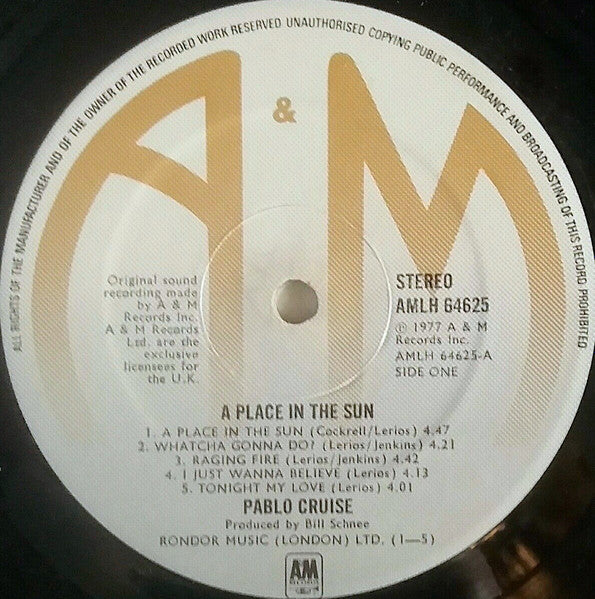 ALL RIGHTS OF THE MANUFACTURER AND OF THE OWNER OF THE RECORDED WORK RESERVED UNAUTHORISED COPYING PUBLIC PERFORMANCE AND BROADCASTING OF THIS RECORD PROHIBITED
A & M
Original sound
recording made
by A & M
Records Inc.
A & M Records
Ltd. are the
exclusive
licensees for
the U.K.
STEREO
AMLH 64625
℗ 1977 A & M
Records Inc.
AMLH 64625-A
SIDE ONE
A PLACE IN THE SUN
1. A PLACE IN THE SUN (Cockrell/Lerios) 4.47
2. WHATCHA GONNA DO? (Lerios/Jenkins) 4.21
3. RAGING FIRE (Lerios/Jenkins) 4.42
4. I JUST WANNA BELIEVE (Lerios) 4.13
5. TONIGHT MY LOVE (Lerios) 4.01
PABLO CRUISE
Produced by Bill Schnee
RONDOR MUSIC (LONDON) LTD. (1—5)
AM